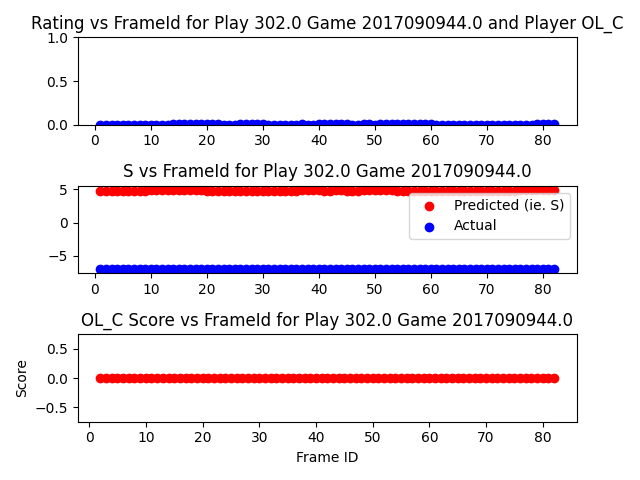 Rating vs FrameId for Play 302.0 Game 2017090944.0 and Player OL_C
1.0
0.5
0.0
0 10 20 30 40 50 60 70 80
S vs FrameId for Play 302.0 Game 2017090944.0
5
0
−5
Predicted (ie. S)
Actual
0 10 20 30 40 50 60 70 80
OL_C Score vs FrameId for Play 302.0 Game 2017090944.0
Score
0.5
0.0
−0.5
0 10 20 30 40 50 60 70 80
Frame ID